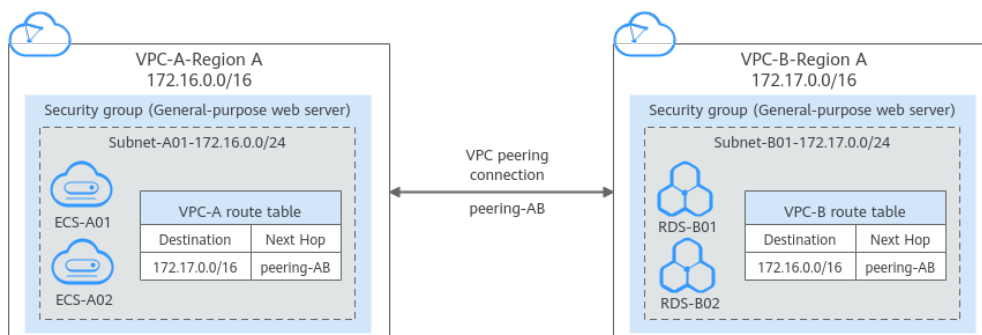 VPC-A-Region A
172.16.0.0/16
Security group (General-purpose web server)
Subnet-A01-172.16.0.0/24
ECS-A01
ECS-A02
VPC-A route table
Destination Next Hop
172.17.0.0/16 peering-AB
VPC peering
connection
peering-AB
VPC-B-Region A
172.17.0.0/16
Security group (General-purpose web server)
Subnet-B01-172.17.0.0/24
RDS-B01
RDS-B02
VPC-B route table
Destination Next Hop
172.16.0.0/16 peering-AB